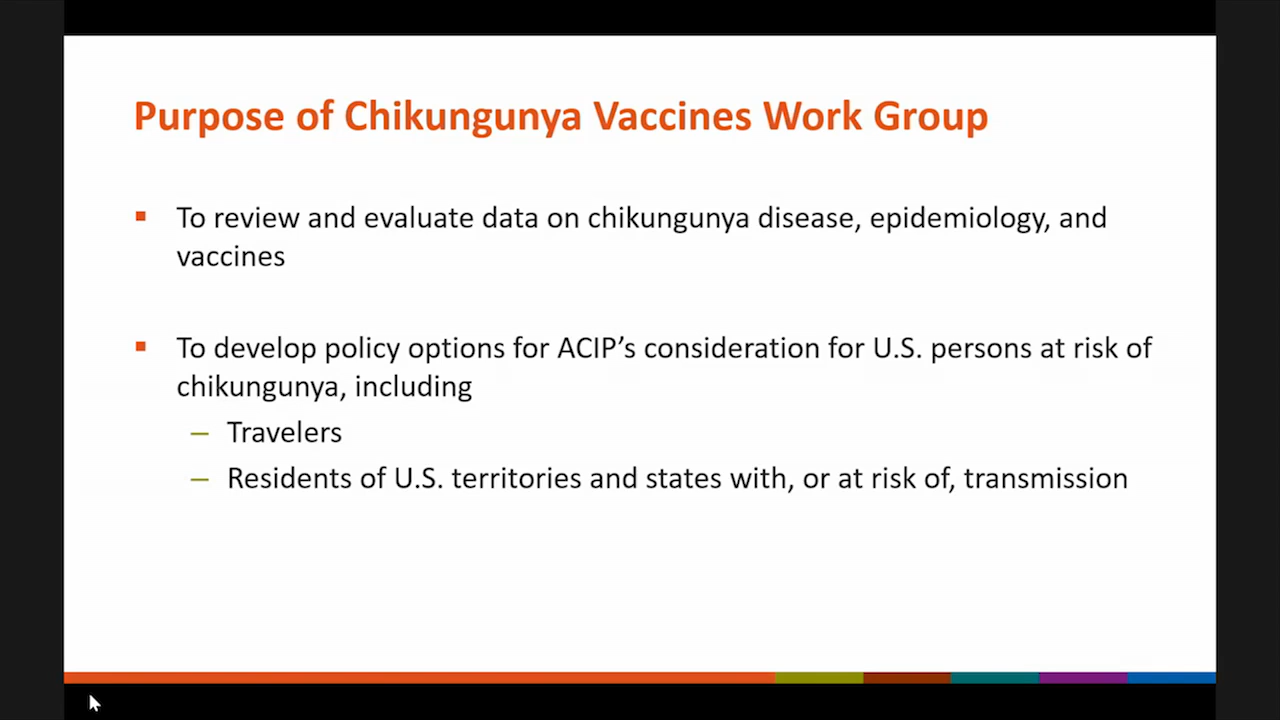 Purpose of Chikungunya Vaccines Work Group
▪ To review and evaluate data on chikungunya disease, epidemiology, and
vaccines
▪ To develop policy options for ACIP’s consideration for U.S. persons at risk of
chikungunya, including
– Travelers
– Residents of U.S. territories and states with, or at risk of, transmission